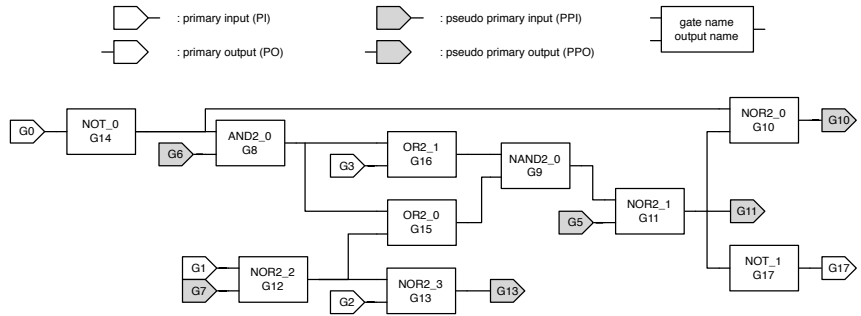 : primary input (PI)
: pseudo primary input (PPI)
gate name
output name
: primary output (PO)
: pseudo primary output (PPO)
G0
NOT_0
G14
G6
AND2_0
G8
G3
OR2_1
G16
NAND2_0
G9
NOR2_0
G10
G10
OR2_0
G15
G5
NOR2_1
G11
G11
G1
G7
NOR2_2
G12
G2
NOR2_3
G13
G13
NOT_1
G17
G17